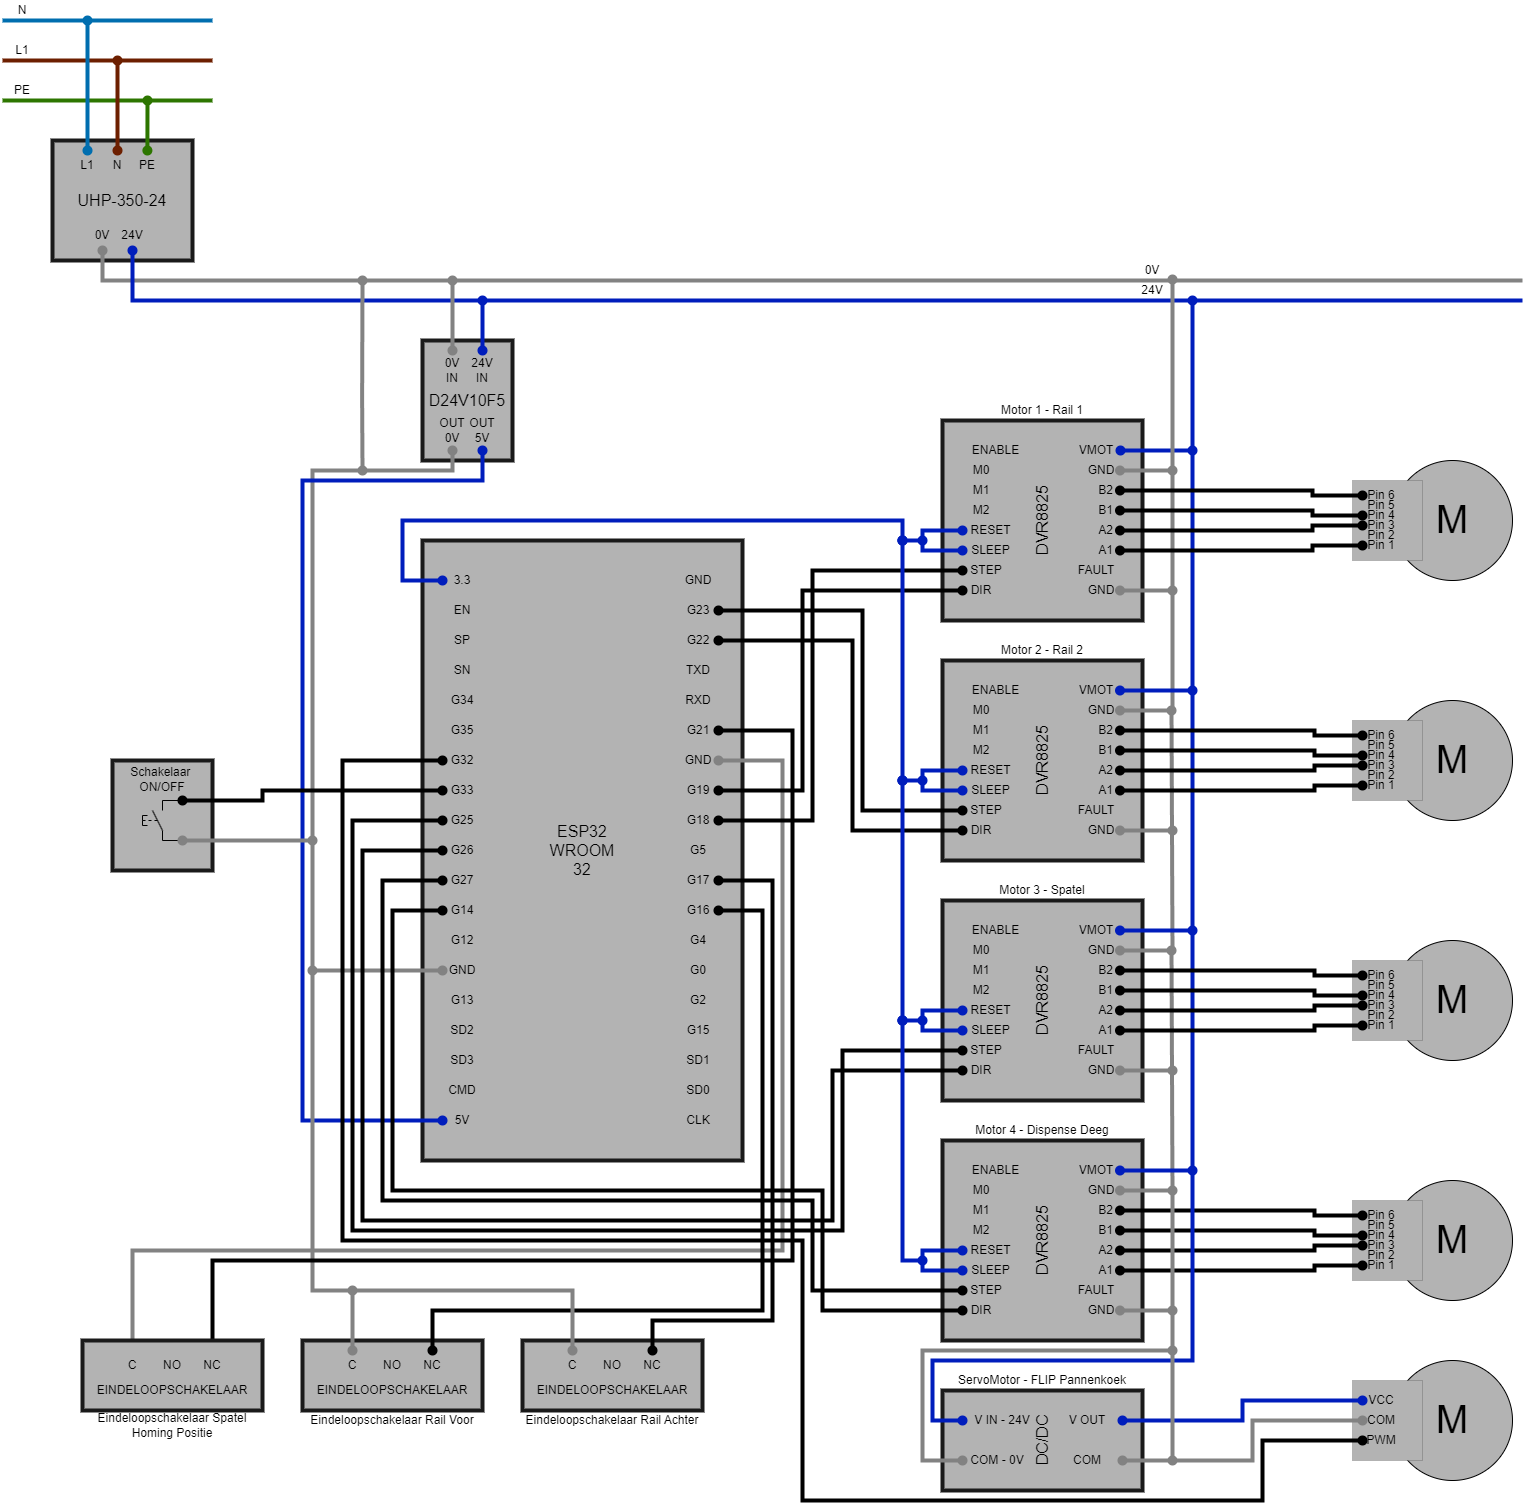 N
L1
PE
L1 N PE
UHP-350-24
0V 24V
0V
24V
0V 24V
IN IN
D24V10F5
OUT OUT
0V 5V
Schakelaar
ON/OFF
E
3.3
EN
SP
SN
G34
G35
G32
G33
G25
G26
G27
G14
G12
GND
G13
SD2
SD3
CMD
5V
ESP32
WROOM
32
GND
G23
G22
TXD
RXD
G21
GND
G19
G18
G5
G17
G16
G4
G0
G2
G15
SD1
SD0
CLK
Motor 1 - Rail 1
ENABLE
M0
M1
M2
RESET
SLEEP
STEP
DIR
DVR8825
VMOT
GND
B2
B1
A2
A1
FAULT
GND
Pin 6
Pin 5
Pin 4
Pin 3
Pin 2
Pin 1
M
Motor 2 - Rail 2
ENABLE
M0
M1
M2
RESET
SLEEP
STEP
DIR
DVR8825
VMOT
GND
B2
B1
A2
A1
FAULT
GND
Pin 6
Pin 5
Pin 4
Pin 3
Pin 2
Pin 1
M
Motor 3 - Spatel
ENABLE
M0
M1
M2
RESET
SLEEP
STEP
DIR
DVR8825
VMOT
GND
B2
B1
A2
A1
FAULT
GND
Pin 6
Pin 5
Pin 4
Pin 3
Pin 2
Pin 1
M
Motor 4 - Dispense Deeg
ENABLE
M0
M1
M2
RESET
SLEEP
STEP
DIR
DVR8825
VMOT
GND
B2
B1
A2
A1
FAULT
GND
Pin 6
Pin 5
Pin 4
Pin 3
Pin 2
Pin 1
M
C NO NC
EINDELOOPSCHAKELAAR
Eindeloopschakelaar Spatel
Homing Positie
C NO NC
EINDELOOPSCHAKELAAR
Eindeloopschakelaar Rail Voor
C NO NC
EINDELOOPSCHAKELAAR
Eindeloopschakelaar Rail Achter
ServoMotor - FLIP Pannenkoek
V IN - 24V
COM - 0V
DC/DC
V OUT
COM
VCC
COM
PWM
M